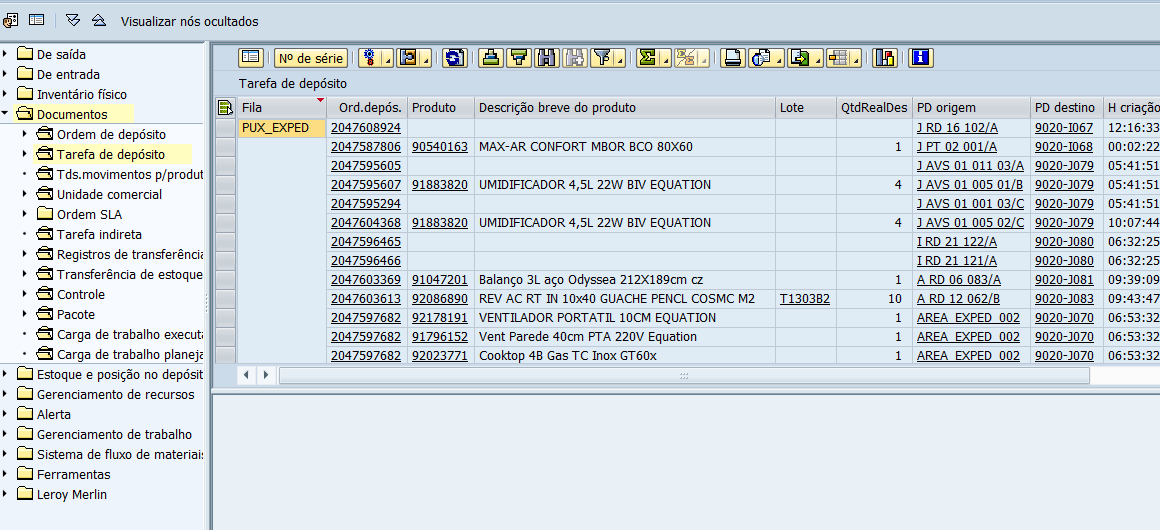 Visualizar nós ocultados
De saída
De entrada
Inventário físico
Documentos
Ordem de depósito
Tarefa de depósito
Tds.movimentos p/produt
Unidade comercial
Ordem SLA
Tarefa indireta
Registros de transferência
Transferência de estoque
Controle
Pacote
Carga de trabalho executa
Carga de trabalho planeja
Estoque e posição no depósit
Gerenciamento de recursos
Alerta
Gerenciamento de trabalho
Sistema de fluxo de materiais
Ferramentas
Leroy Merlin
Nº de série
Tarefa de depósito
Fila Ord.depós. Produto Descrição breve do produto Lote QtdRealDes PD origem PD destino H criação
PUX_EXPED 2047608924 J RD 16 102/A 9020-I067 12:16:33
2047587806 90540163 MAX-AR CONFORT MBOR BCO 80X60 1 J PT 02 001/A 9020-I068 00:02:22
2047595605 J AVS 01 011 03/A 9020-J079 05:41:51
2047595607 91883820 UMIDIFICADOR 4,5L 22W BIV EQUATION 4 J AVS 01 005 01/B 9020-J079 05:41:51
2047595294 J AVS 01 001 03/C 9020-J079 05:41:51
2047604368 91883820 UMIDIFICADOR 4,5L 22W BIV EQUATION 4 J AVS 01 005 02/C 9020-J079 10:07:44
2047596465 I RD 21 122/A 9020-J080 06:32:25
2047596466 I RD 21 121/A 9020-J080 06:32:25
2047603369 91047201 Balanço 3L aço Odyssea 212X189cm cz 1 A RD 06 083/A 9020-J081 09:39:09
2047603613 92086890 REV AC RT IN 10x40 GUACHE PENCL COSMC M2 T1303B2 10 A RD 12 062/B 9020-J083 09:43:47
2047597682 92178191 VENTILADOR PORTATIL 10CM EQUATION 1 AREA_EXPED_002 9020-J070 06:53:32
2047597682 91796152 Vent Parede 40cm PTA 220V Equation 1 AREA_EXPED_002 9020-J070 06:53:32
2047597682 92023771 Cooktop 4B Gas TC Inox GT60x 1 AREA_EXPED_002 9020-J070 06:53:32